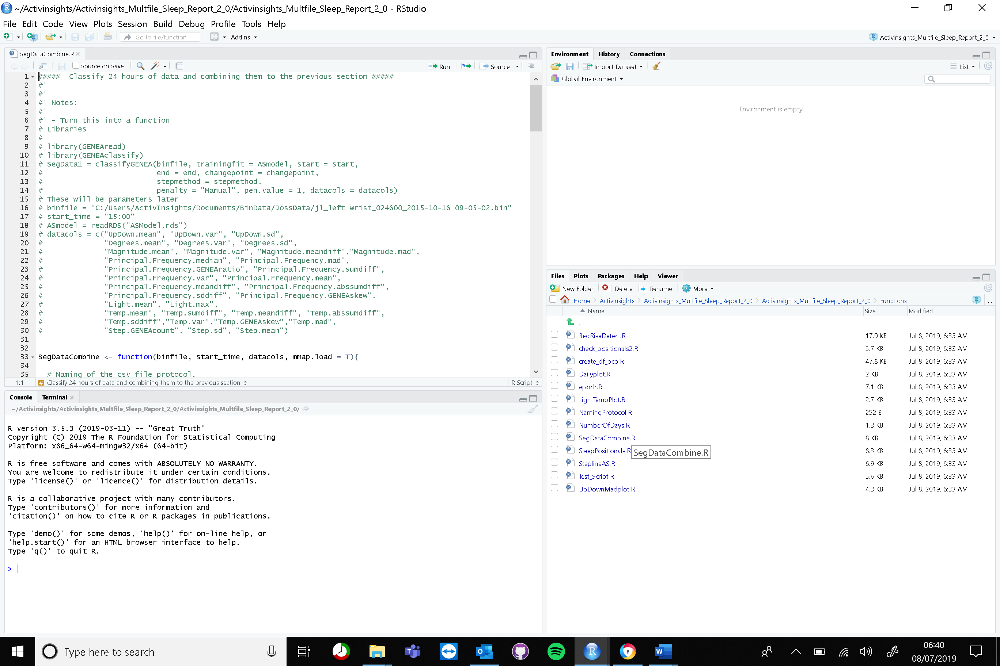 ~/Activinsights/Activinsights_Multfile_Sleep_Report_2_0/Activinsights_Multfile_Sleep_Report_2_0 - RStudio
File Edit Code View Plots Session Build Debug Profile Tools Help
Go to file/function Addins Activinsights_Multfile_Sleep_Report_2_0
SegDataCombine.R
Source on Save Run Source
1 ##### Classify 24 hours of data and combining them to the previous section #####
2 #'
3 #'
4 #' Notes:
5 #'
6 #' - Turn this into a function
7 # Libraries
8 #
9 # library(GENEAread)
10 # library(GENEAclassify)
11 # SegData1 = classifyGENEA(binfile, trainingfit = ASmodel, start = start,
12 # end = end, changepoint = changepoint,
13 # stepmethod = stepmethod,
14 # penalty = "Manual", pen.value = 1, datacols = datacols)
15 # These will be parameters later
16 # binfile = "C:/Users/ActivInsights/Documents/BinData/JossData/jl_left wrist_024600_2015-10-16 09-05-02.bin"
17 # start_time = "15:00"
18 # ASmodel = readRDS("ASModel.rds")
19 # datacols = c("UpDown.mean", "UpDown.var", "UpDown.sd",
20 # "Degrees.mean", "Degrees.var", "Degrees.sd",
21 # "Magnitude.mean", "Magnitude.var", "Magnitude.meandiff","Magnitude.mad",
22 # "Principal.Frequency.median", "Principal.Frequency.mad",
23 # "Principal.Frequency.GENEAratio", "Principal.Frequency.sumdiff",
24 # "Principal.Frequency.var", "Principal.Frequency.mean",
25 # "Principal.Frequency.meandiff", "Principal.Frequency.abssumdiff",
26 # "Principal.Frequency.sddiff", "Principal.Frequency.GENEAskew",
27 # "Light.mean", "Light.max",
28 # "Temp.mean", "Temp.sumdiff", "Temp.meandiff", "Temp.abssumdiff",
29 # "Temp.sddiff","Temp.var","Temp.GENEAskew","Temp.mad",
30 # "Step.GENEAcount", "Step.sd", "Step.mean")
31
32
33 SegDataCombine <- function(binfile, start_time, datacols, mmap.load = T){
34
35 # Naming of the csv file protocol.
1:1 # Classify 24 hours of data and combining them to the previous section R Script
Console Terminal
~/Activinsights/Activinsights_Multfile_Sleep_Report_2_0/Activinsights_Multfile_Sleep_Report_2_0/
R version 3.5.3 (2019-03-11) -- "Great Truth"
Copyright (C) 2019 The R Foundation for Statistical Computing
Platform: x86_64-w64-mingw32/x64 (64-bit)
R is free software and comes with ABSOLUTELY NO WARRANTY.
You are welcome to redistribute it under certain conditions.
Type 'license()' or 'licence()' for distribution details.
R is a collaborative project with many contributors.
Type 'contributors()' for more information and
'citation()' on how to cite R or R packages in publications.
Type 'demo()' for some demos, 'help()' for on-line help, or
'help.start()' for an HTML browser interface to help.
Type 'q()' to quit R.
>
Environment History Connections
Import Dataset List
Global Environment
Environment is empty
Files Plots Packages Help Viewer
New Folder Delete Rename More
Home Activinsights Activinsights_Multfile_Sleep_Report_2_0 Activinsights_Multfile_Sleep_Report_2_0 Functions ...
Name Size Modified
..
BedRiseDetect.R 17.9 KB Jul 8, 2019, 6:33 AM
check_positionals2.R 5.7 KB Jul 8, 2019, 6:33 AM
create_df_pcp.R 47.8 KB Jul 8, 2019, 6:33 AM
Dailyplot.R 2 KB Jul 8, 2019, 6:33 AM
epoch.R 7.1 KB Jul 8, 2019, 6:33 AM
LightTempPlot.R 2.7 KB Jul 8, 2019, 6:33 AM
NamingProtocol.R 252 B Jul 8, 2019, 6:33 AM
NumberOfDays.R 1.3 KB Jul 8, 2019, 6:33 AM
SegDataCombine.R 8 KB Jul 8, 2019, 6:33 AM
SleepPositionals.R 8.3 KB Jul 8, 2019, 6:33 AM
SegDataCombine.R
SteplineAS.R 6.9 KB Jul 8, 2019, 6:33 AM
Test_Script.R 5.6 KB Jul 8, 2019, 6:33 AM
UpDownMadplot.R 4.3 KB Jul 8, 2019, 6:33 AM
Type here to search
06:40
08/07/2019